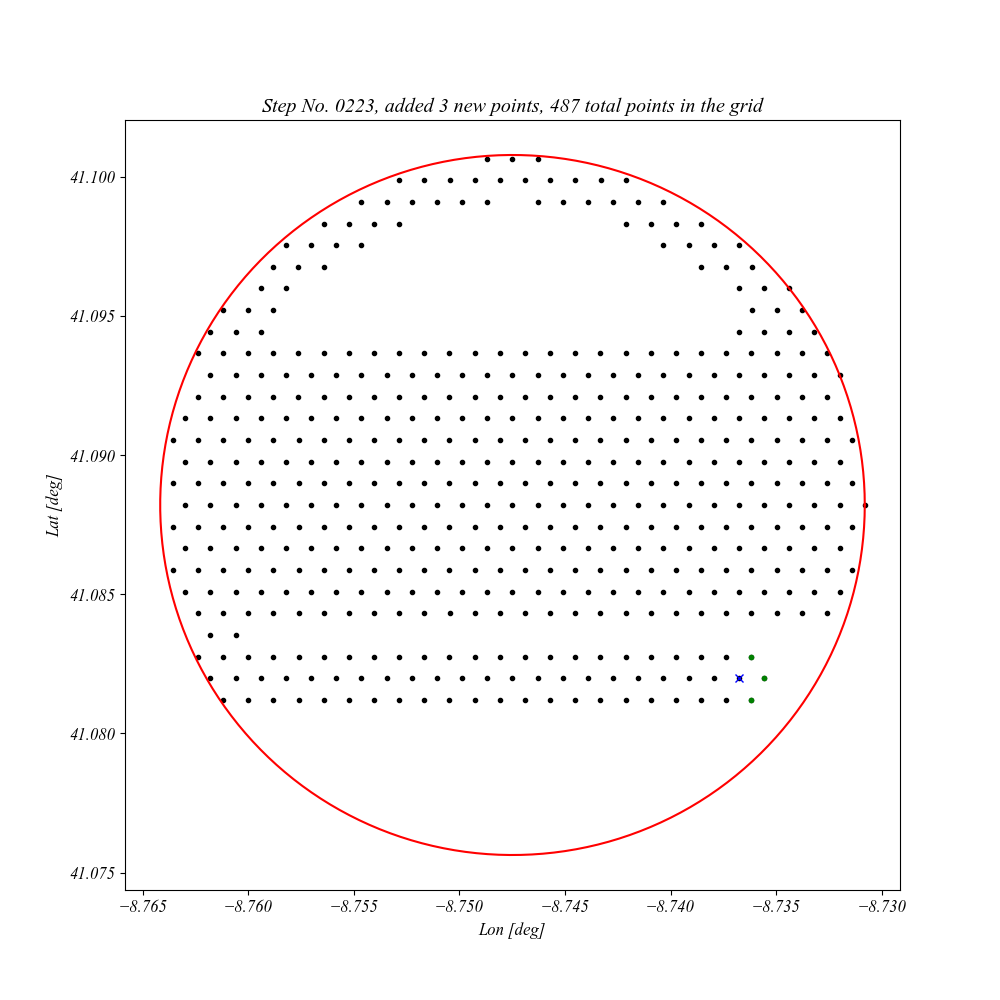 Step No. 0223, added 3 new points, 487 total points in the grid
41.100
41.095
41.090
41.085
41.080
41.075
Lat [deg]
−8.765 −8.760 −8.755 −8.750 −8.745 −8.740 −8.735 −8.730
Lon [deg]